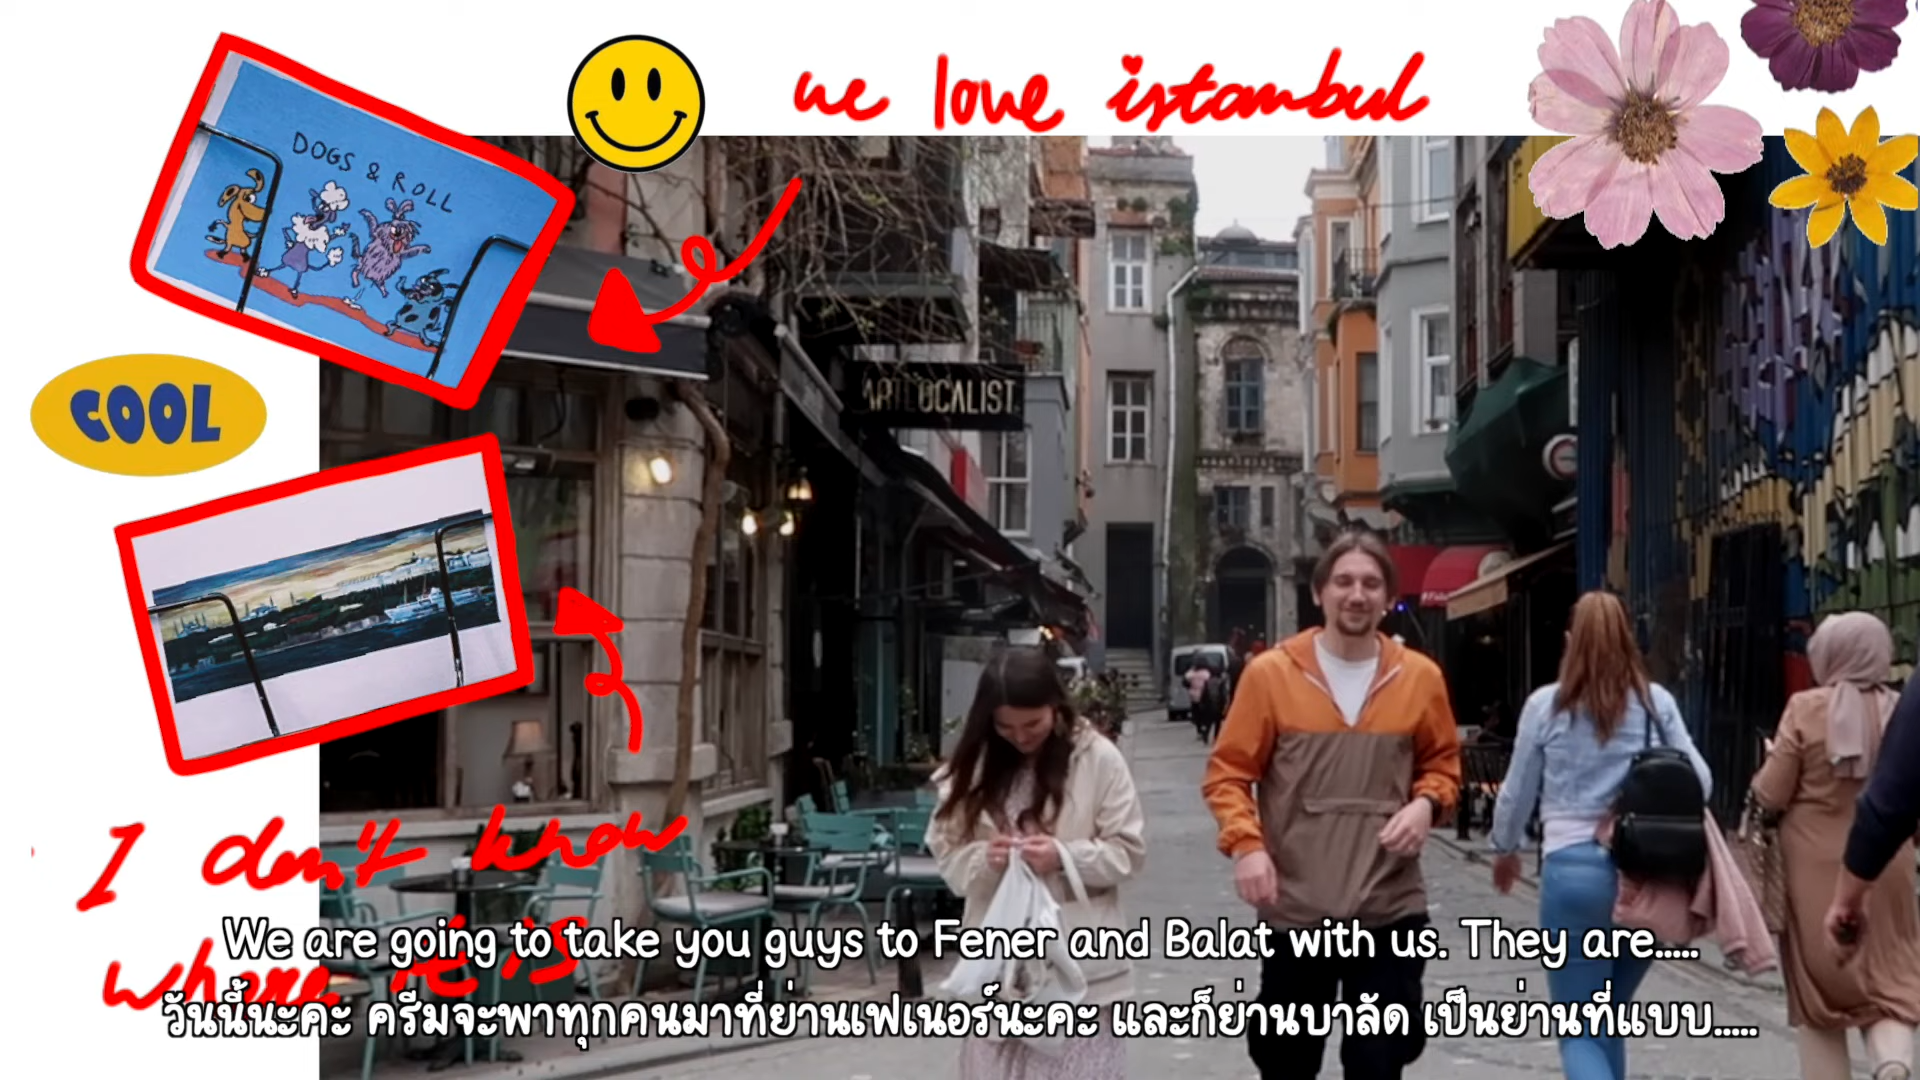 we love istanbul
DOGS & ROLL
COOL
ARTLOCALIST
I don't know
where it is
We are going to take you guys to Fener and Balat with us. They are.....
วันนี้นะคะ ครีมจะพาทุกคนมาที่ย่านเฟเนอร์นะคะ และก็ย่านบาลัด เป็นย่านที่แบบ.....